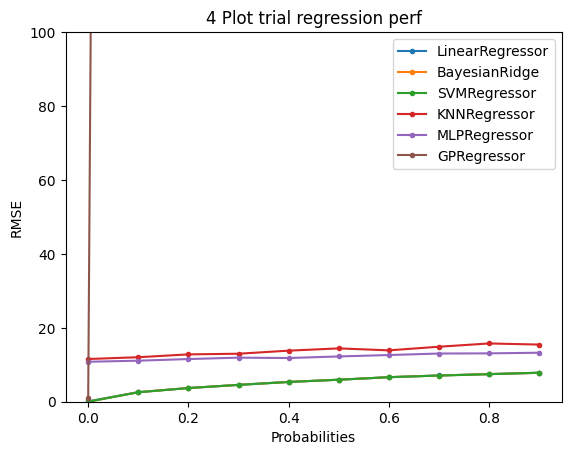 4 Plot trial regression perf
100
80
60
40
20
0
RMSE
LinearRegressor
BayesianRidge
SVMRegressor
KNNRegressor
MLPRegressor
GPRegressor
0.0 0.2 0.4 0.6 0.8
Probabilities